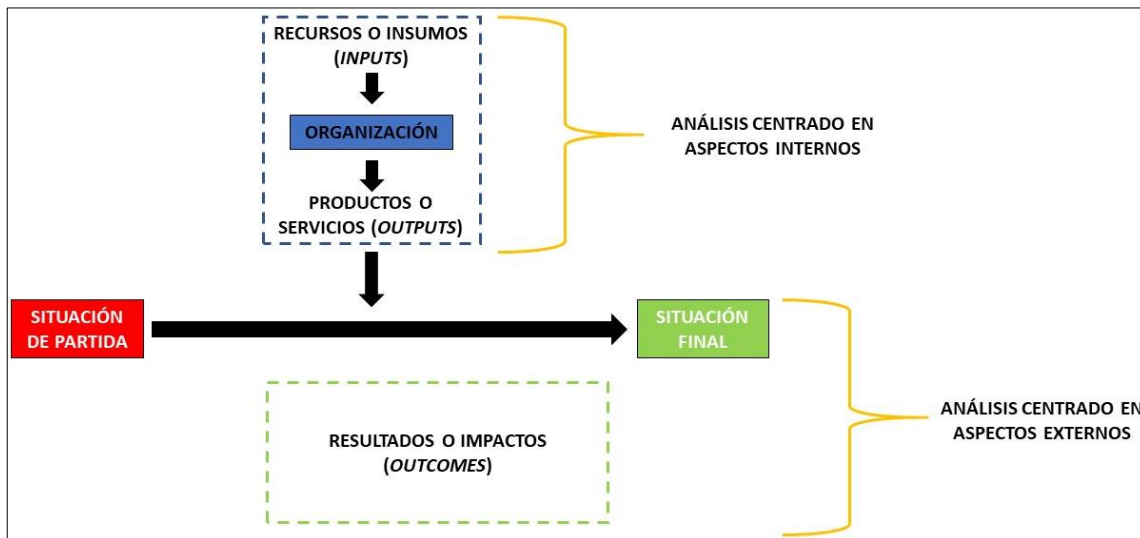 RECURSOS O INSUMOS
(INPUTS)
ORGANIZACIÓN
PRODUCTOS O
SERVICIOS (OUTPUTS)
ANÁLISIS CENTRADO EN
ASPECTOS INTERNOS
SITUACIÓN
DE PARTIDA
SITUACIÓN
FINAL
RESULTADOS O IMPACTOS
(OUTCOMES)
ANÁLISIS CENTRADO EN
ASPECTOS EXTERNOS